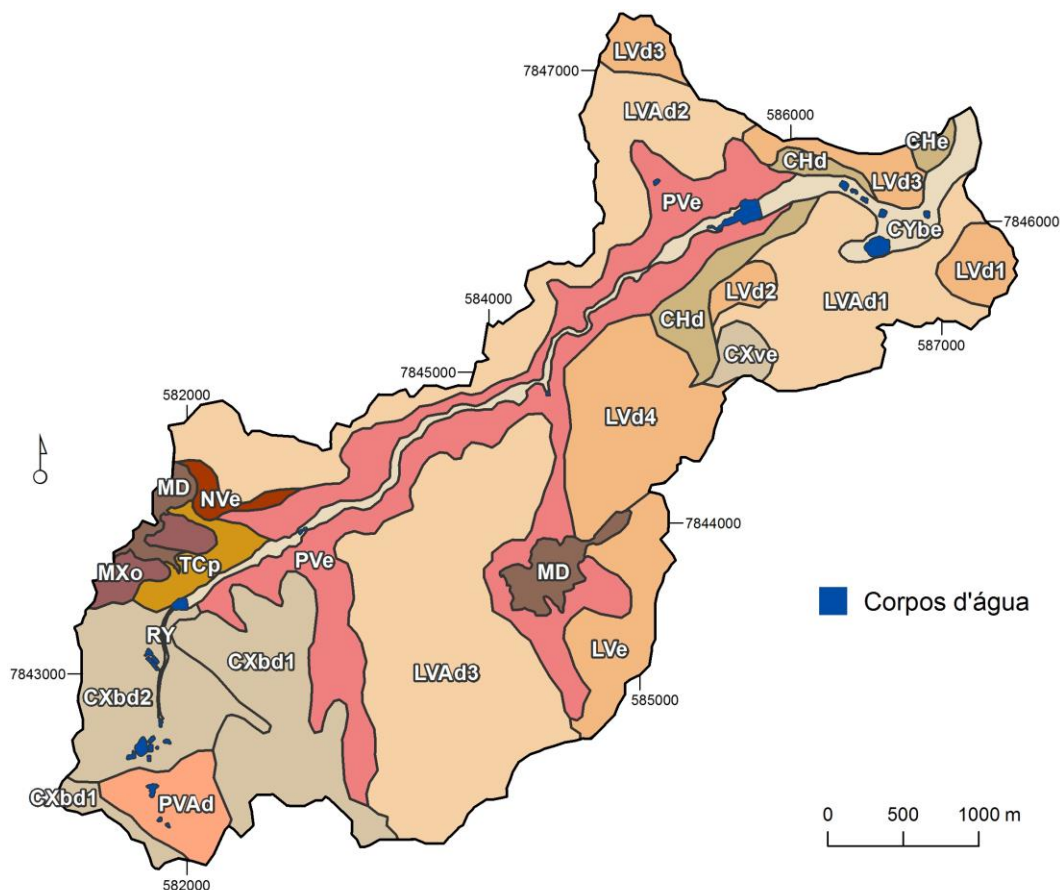 LVd3
7847000
LVAd2
586000
CHe
CHd
LVd3
PVe
CYbe
7846000
LVd1
LVd2
LVAd1
584000
CHd
587000
CXve
7845000
582000
LVd4
MD
NVe
7844000
TCp
PVe
MD
MXo
Corpos d'água
RY
CXbd1
LVe
7843000
LVAd3
585000
CXbd2
CXbd1
PVAd
0 500 1000 m
582000